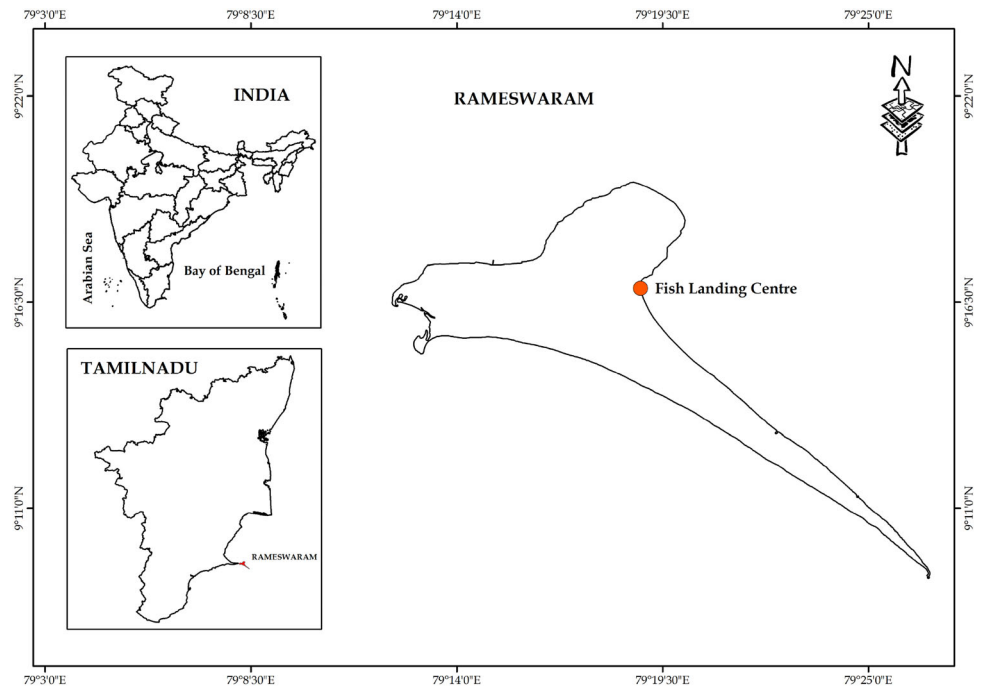 79°3'0"E 79°8'30"E 79°14'0"E 79°19'30"E 79°25'0"E
9°22'0"N
9°16'30"N
9°11'0"N
INDIA
Arabian Sea
Bay of Bengal
TAMILNADU
RAMESWARAM
RAMESWARAM
N
Fish Landing Centre
9°22'0"N
9°16'30"N
9°11'0"N
79°3'0"E 79°8'30"E 79°14'0"E 79°19'30"E 79°25'0"E